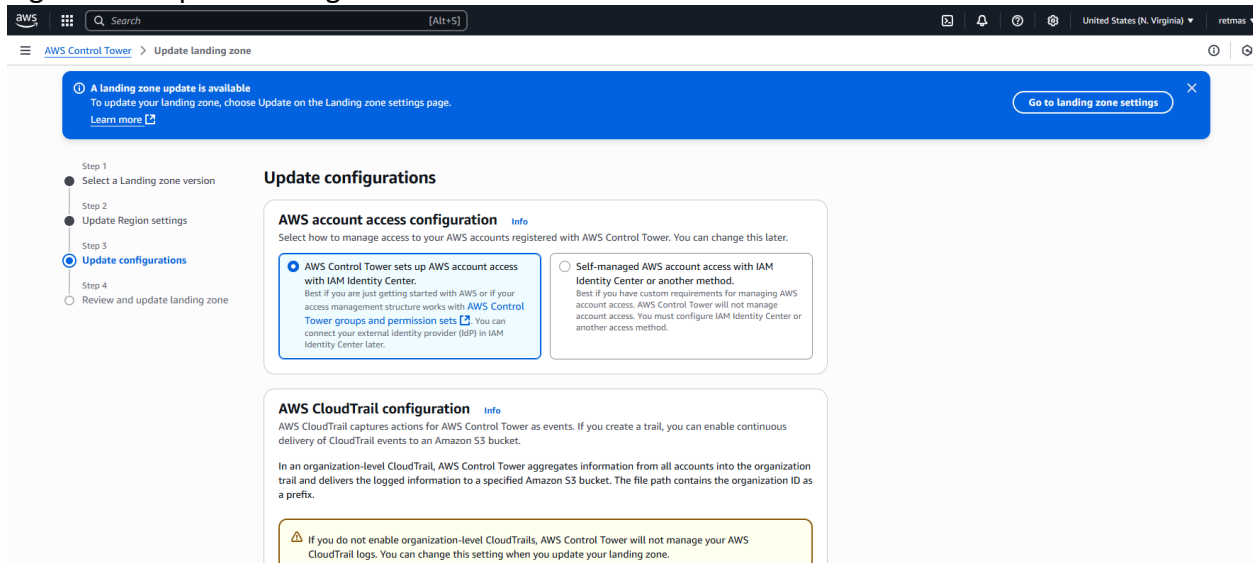 aws
Search
[Alt+S]
United States (N. Virginia)
retmas
AWS Control Tower > Update landing zone
A landing zone update is available
To update your landing zone, choose Update on the Landing zone settings page.
Learn more
Go to landing zone settings
Step 1
Select a Landing zone version
Step 2
Update Region settings
Step 3
Update configurations
Step 4
Review and update landing zone
Update configurations
AWS account access configuration Info
Select how to manage access to your AWS accounts registered with AWS Control Tower. You can change this later.
AWS Control Tower sets up AWS account access
with IAM Identity Center.
Best if you are just getting started with AWS or if your
access management structure works with AWS Control
Tower groups and permission sets . You can
connect your external identity provider (IdP) in IAM
Identity Center later.
Self-managed AWS account access with IAM
Identity Center or another method.
Best if you have custom requirements for managing AWS
account access. AWS Control Tower will not manage
account access. You must configure IAM Identity Center or
another access method.
AWS CloudTrail configuration Info
AWS CloudTrail captures actions for AWS Control Tower as events. If you create a trail, you can enable continuous
delivery of CloudTrail events to an Amazon S3 bucket.
In an organization-level CloudTrail, AWS Control Tower aggregates information from all accounts into the organization
trail and delivers the logged information to a specified Amazon S3 bucket. The file path contains the organization ID as
a prefix.
If you do not enable organization-level CloudTrails, AWS Control Tower will not manage your AWS
CloudTrail logs. You can change this setting when you update your landing zone.